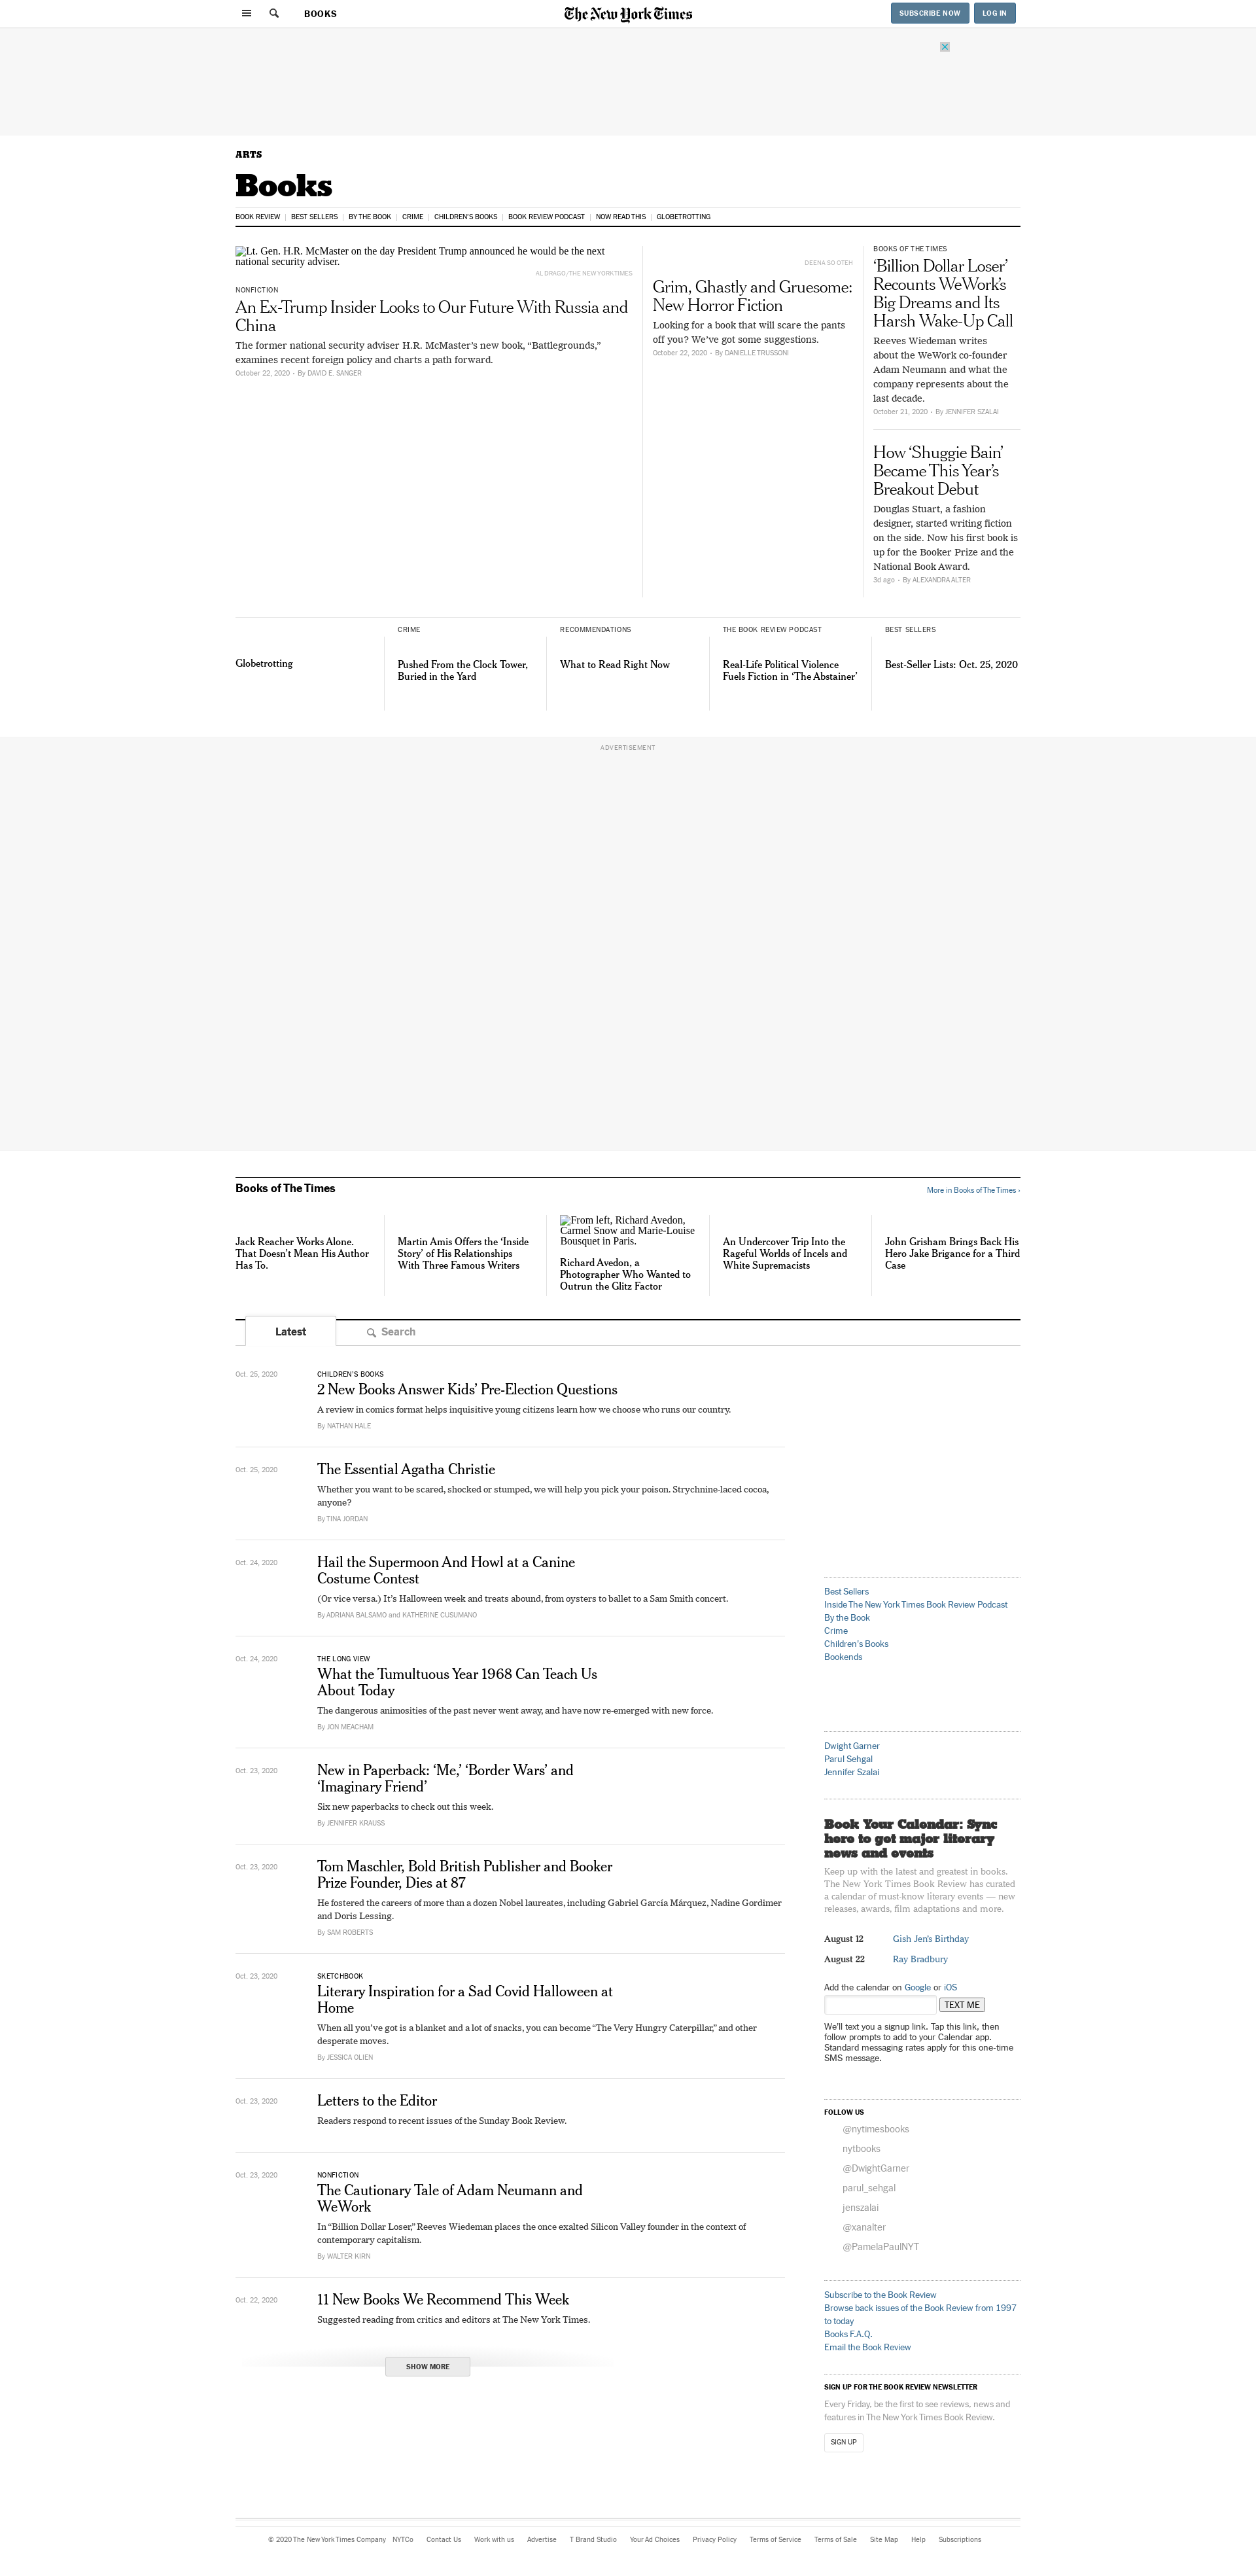 BOOKS
The New York Times
SUBSCRIBE NOW
LOG IN
ARTS
Books
BOOK REVIEW
BEST SELLERS
BY THE BOOK
CRIME
CHILDREN'S BOOKS
BOOK REVIEW PODCAST
NOW READ THIS
GLOBETROTTING
Lt. Gen. H.R. McMaster on the day President Trump announced he would be the next
national security adviser.
AL DRAGO/THE NEW YORK TIMES
NONFICTION
An Ex-Trump Insider Looks to Our Future With Russia and
China
The former national security adviser H.R. McMaster's new book, “Battlegrounds,”
examines recent foreign policy and charts a path forward.
October 22, 2020 • By DAVID E. SANGER
DEENA SO OTEH
Grim, Ghastly and Gruesome:
New Horror Fiction
Looking for a book that will scare the pants
off you? We've got some suggestions.
October 22, 2020 • By DANIELLE TRUSSONI
BOOKS OF THE TIMES
‘Billion Dollar Loser’
Recounts WeWork’s
Big Dreams and Its
Harsh Wake-Up Call
Reeves Wiedeman writes
about the WeWork co-founder
Adam Neumann and what the
company represents about the
last decade.
October 21, 2020 • By JENNIFER SZALAI
How ‘Shuggie Bain’
Became This Year’s
Breakout Debut
Douglas Stuart, a fashion
designer, started writing fiction
on the side. Now his first book is
up for the Booker Prize and the
National Book Award.
3d ago • By ALEXANDRA ALTER
Globetrotting
CRIME
Pushed From the Clock Tower,
Buried in the Yard
RECOMMENDATIONS
What to Read Right Now
THE BOOK REVIEW PODCAST
Real-Life Political Violence
Fuels Fiction in ‘The Abstainer’
BEST SELLERS
Best-Seller Lists: Oct. 25, 2020
ADVERTISEMENT
Books of The Times
More in Books of The Times ›
Jack Reacher Works Alone.
That Doesn’t Mean His Author
Has To.
Martin Amis Offers the ‘Inside
Story’ of His Relationships
With Three Famous Writers
From left, Richard Avedon,
Carmel Snow and Marie-Louise
Bousquet in Paris.
Richard Avedon, a
Photographer Who Wanted to
Outrun the Glitz Factor
An Undercover Trip Into the
Rageful Worlds of Incels and
White Supremacists
John Grisham Brings Back His
Hero Jake Brigance for a Third
Case
Latest
Search
Oct. 25, 2020
CHILDREN’S BOOKS
2 New Books Answer Kids’ Pre-Election Questions
A review in comics format helps inquisitive young citizens learn how we choose who runs our country.
By NATHAN HALE
Oct. 25, 2020
The Essential Agatha Christie
Whether you want to be scared, shocked or stumped, we will help you pick your poison. Strychnine-laced cocoa,
anyone?
By TINA JORDAN
Oct. 24, 2020
Hail the Supermoon And Howl at a Canine
Costume Contest
(Or vice versa.) It’s Halloween week and treats abound, from oysters to ballet to a Sam Smith concert.
By ADRIANA BALSAMO and KATHERINE CUSUMANO
Oct. 24, 2020
THE LONG VIEW
What the Tumultuous Year 1968 Can Teach Us
About Today
The dangerous animosities of the past never went away, and have now re-emerged with new force.
By JON MEACHAM
Oct. 23, 2020
New in Paperback: ‘Me,’ ‘Border Wars’ and
‘Imaginary Friend’
Six new paperbacks to check out this week.
By JENNIFER KRAUSS
Oct. 23, 2020
Tom Maschler, Bold British Publisher and Booker
Prize Founder, Dies at 87
He fostered the careers of more than a dozen Nobel laureates, including Gabriel García Márquez, Nadine Gordimer
and Doris Lessing.
By SAM ROBERTS
Oct. 23, 2020
SKETCHBOOK
Literary Inspiration for a Sad Covid Halloween at
Home
When all you’ve got is a blanket and a lot of snacks, you can become “The Very Hungry Caterpillar,” and other
desperate moves.
By JESSICA OLIEN
Oct. 23, 2020
Letters to the Editor
Readers respond to recent issues of the Sunday Book Review.
Oct. 23, 2020
NONFICTION
The Cautionary Tale of Adam Neumann and
WeWork
In “Billion Dollar Loser,” Reeves Wiedeman places the once exalted Silicon Valley founder in the context of
contemporary capitalism.
By WALTER KIRN
Oct. 22, 2020
11 New Books We Recommend This Week
Suggested reading from critics and editors at The New York Times.
SHOW MORE
Best Sellers
Inside The New York Times Book Review Podcast
By the Book
Crime
Children’s Books
Bookends
Dwight Garner
Parul Sehgal
Jennifer Szalai
Book Your Calendar: Sync
here to get major literary
news and events
Keep up with the latest and greatest in books.
The New York Times Book Review has curated
a calendar of must-know literary events — new
releases, awards, film adaptations and more.
August 12 Gish Jen’s Birthday
August 22 Ray Bradbury
Add the calendar on Google or iOS
TEXT ME
We’ll text you a signup link. Tap this link, then
follow prompts to add to your Calendar app.
Standard messaging rates apply for this one-time
SMS message.
FOLLOW US
@nytimesbooks
nytbooks
@DwightGarner
parul_sehgal
jenszalai
@xanalter
@PamelaPaulNYT
Subscribe to the Book Review
Browse back issues of the Book Review from 1997
to today
Books F.A.Q.
Email the Book Review
SIGN UP FOR THE BOOK REVIEW NEWSLETTER
Every Friday, be the first to see reviews, news and
features in The New York Times Book Review.
SIGN UP
© 2020 The New York Times Company NYTCo Contact Us Work with us Advertise T Brand Studio Your Ad Choices Privacy Policy Terms of Service Terms of Sale Site Map Help Subscriptions